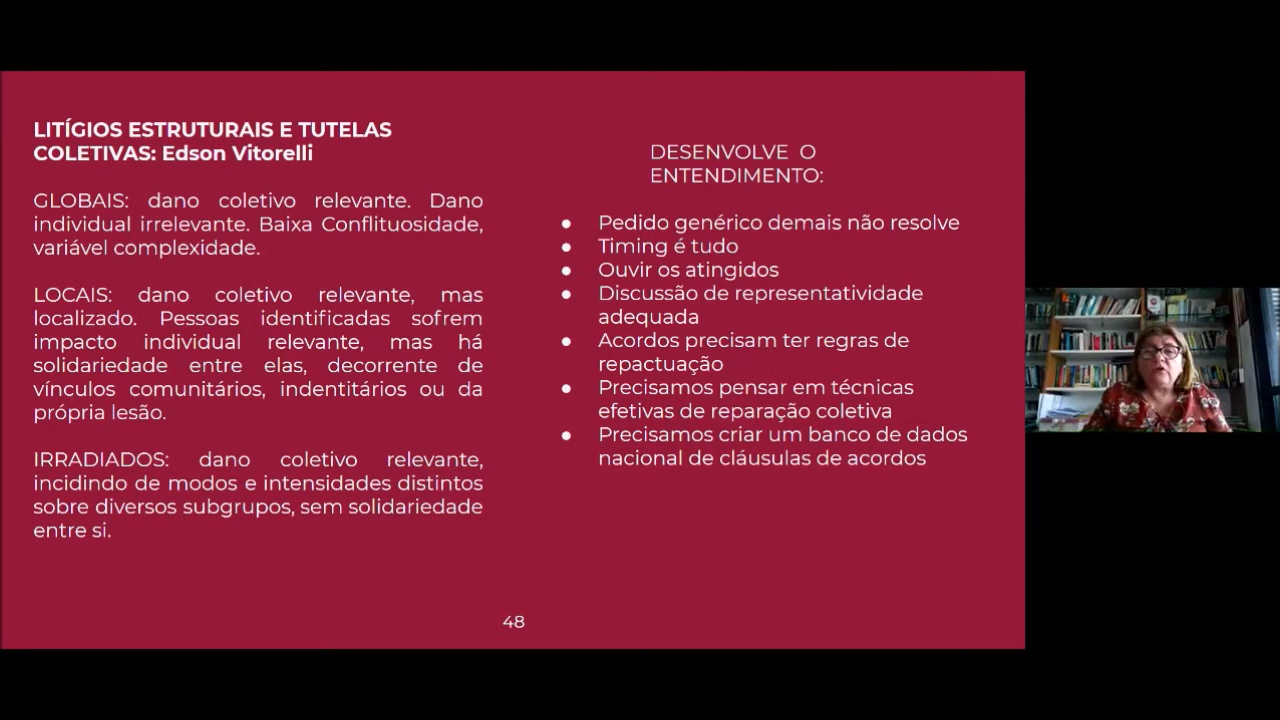 LITÍGIOS ESTRUTURAIS E TUTELAS
COLETIVAS: Edson Vitorelli
GLOBAIS: dano coletivo relevante. Dano
individual irrelevante. Baixa Conflituosidade,
variável complexidade.
LOCAIS: dano coletivo relevante, mas
localizado. Pessoas identificadas sofrem
impacto individual relevante, mas há
solidariedade entre elas, decorrente de
vínculos comunitários, indentitários ou da
própria lesão.
IRRADIADOS: dano coletivo relevante,
incidindo de modos e intensidades distintos
sobre diversos subgrupos, sem solidariedade
entre si.
DESENVOLVE O
ENTENDIMENTO:
● Pedido genérico demais não resolve
● Timing é tudo
● Ouvir os atingidos
● Discussão de representatividade
adequada
● Acordos precisam ter regras de
repactuação
● Precisamos pensar em técnicas
efetivas de reparação coletiva
● Precisamos criar um banco de dados
nacional de cláusulas de acordos
48